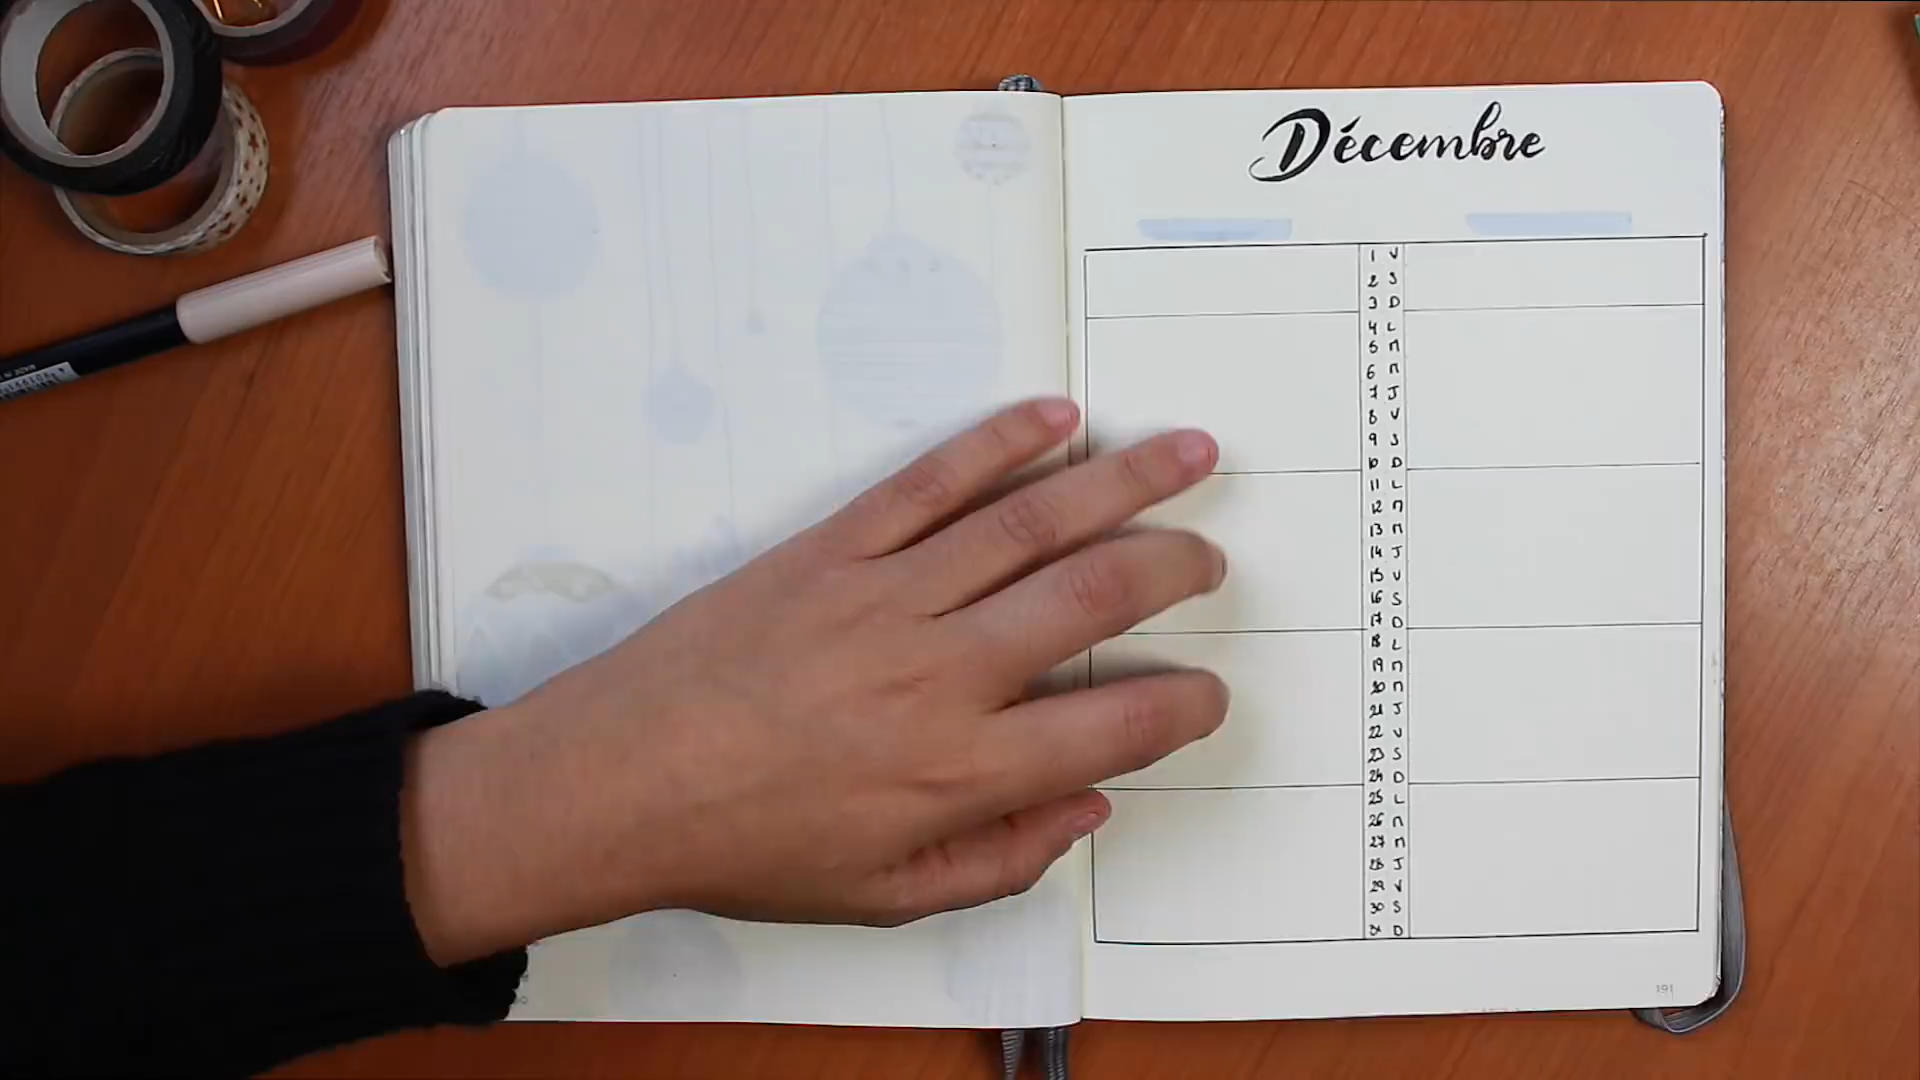 Décembre
1 V
2 S
3 D
4 L
5 M
6 M
7 J
8 V
9 S
10 D
11 L
12 M
13 M
14 J
15 V
16 S
17 D
18 L
19 M
20 M
21 J
22 V
23 S
24 D
25 L
26 M
27 M
28 J
29 V
30 S
31 D
191